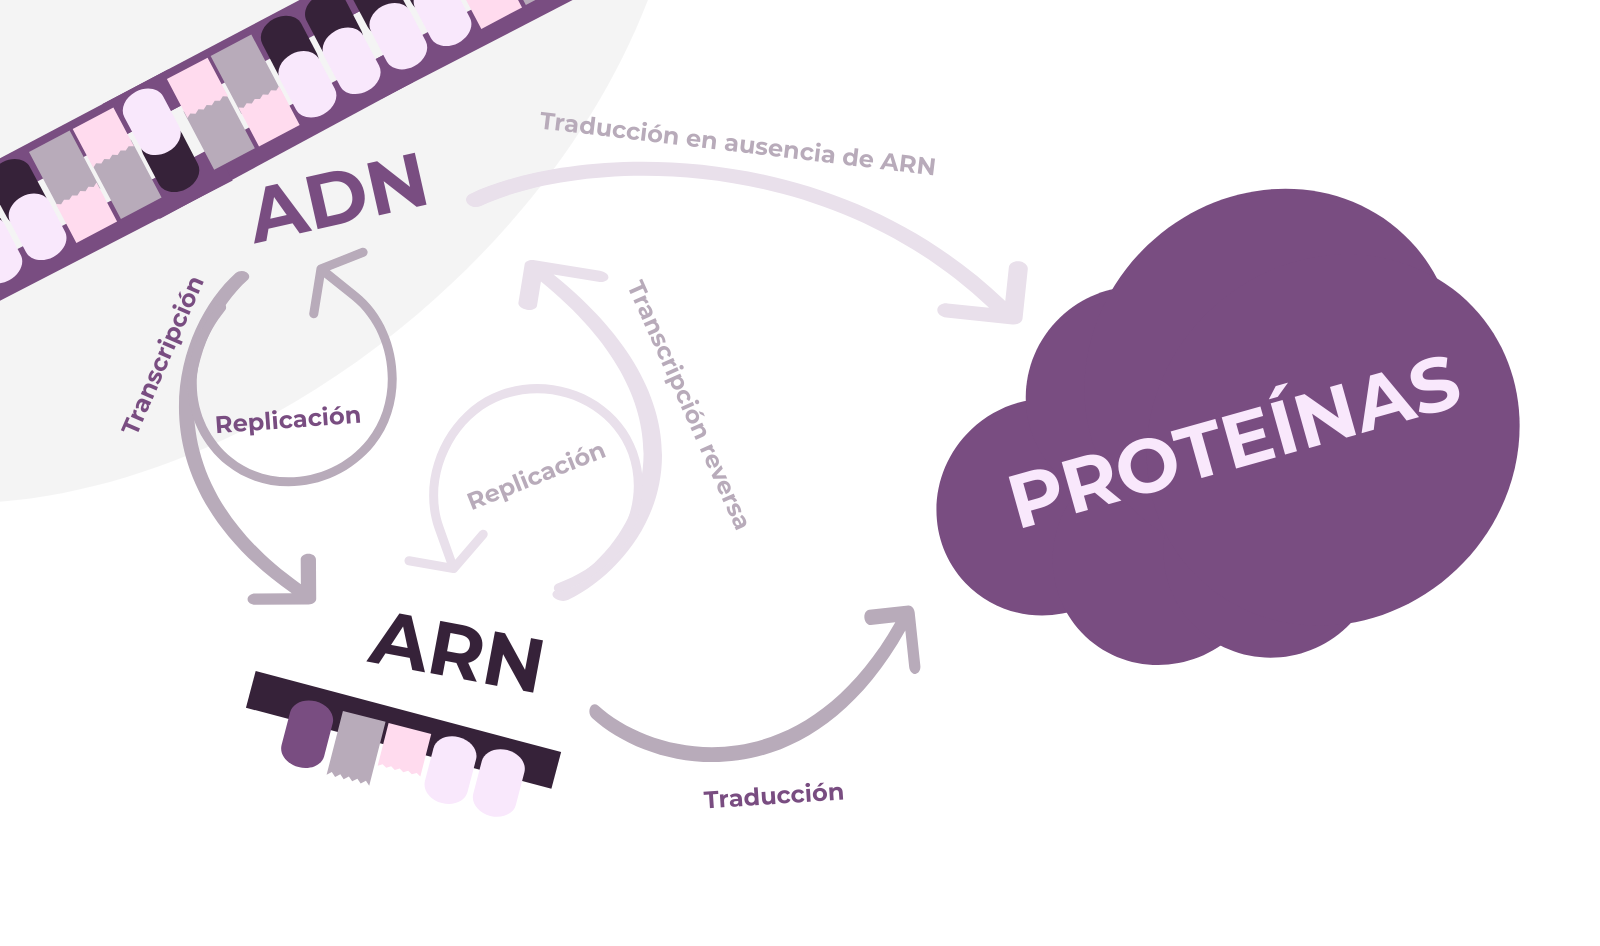 Traducción en ausencia de ARN
ADN
Transcripción
Replicación
Transcripción reversa
Replicación
PROTEÍNAS
ARN
Traducción